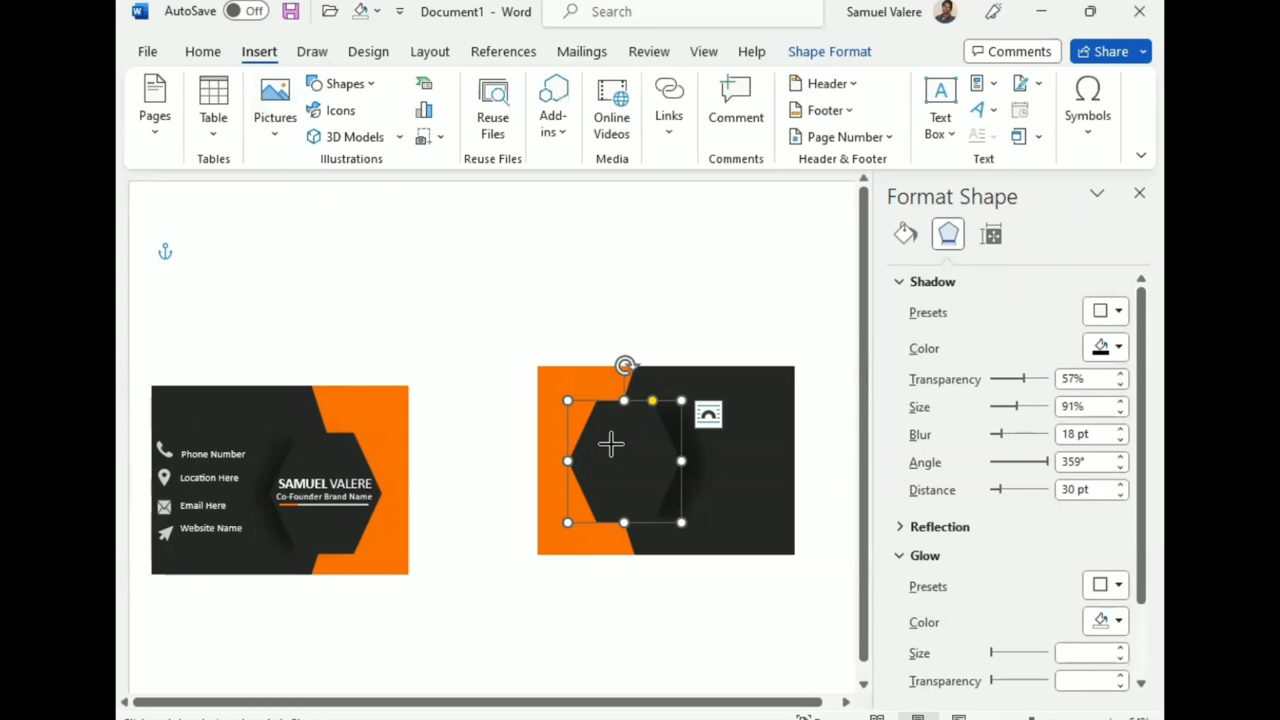 AutoSave Off Document1 - Word Search Samuel Valere
File Home Insert Draw Design Layout References Mailings Review View Help Shape Format Comments Share
Pages
Table
Tables
Pictures
Shapes
Icons
3D Models
Illustrations
Reuse
Files
Reuse Files
Add-
ins
Online
Videos
Media
Links
Comment
Comments
Header
Footer
Page Number
Header & Footer
A
Text
Box
Text
Symbols
Format Shape
Shadow
Presets
Color
Transparency 57%
Size 91%
Blur 18 pt
Angle 359°
Distance 30 pt
Reflection
Glow
Presets
Color
Size
Transparency
Phone Number
Location Here
Email Here
Website Name
SAMUEL VALERE
Co-Founder Brand Name